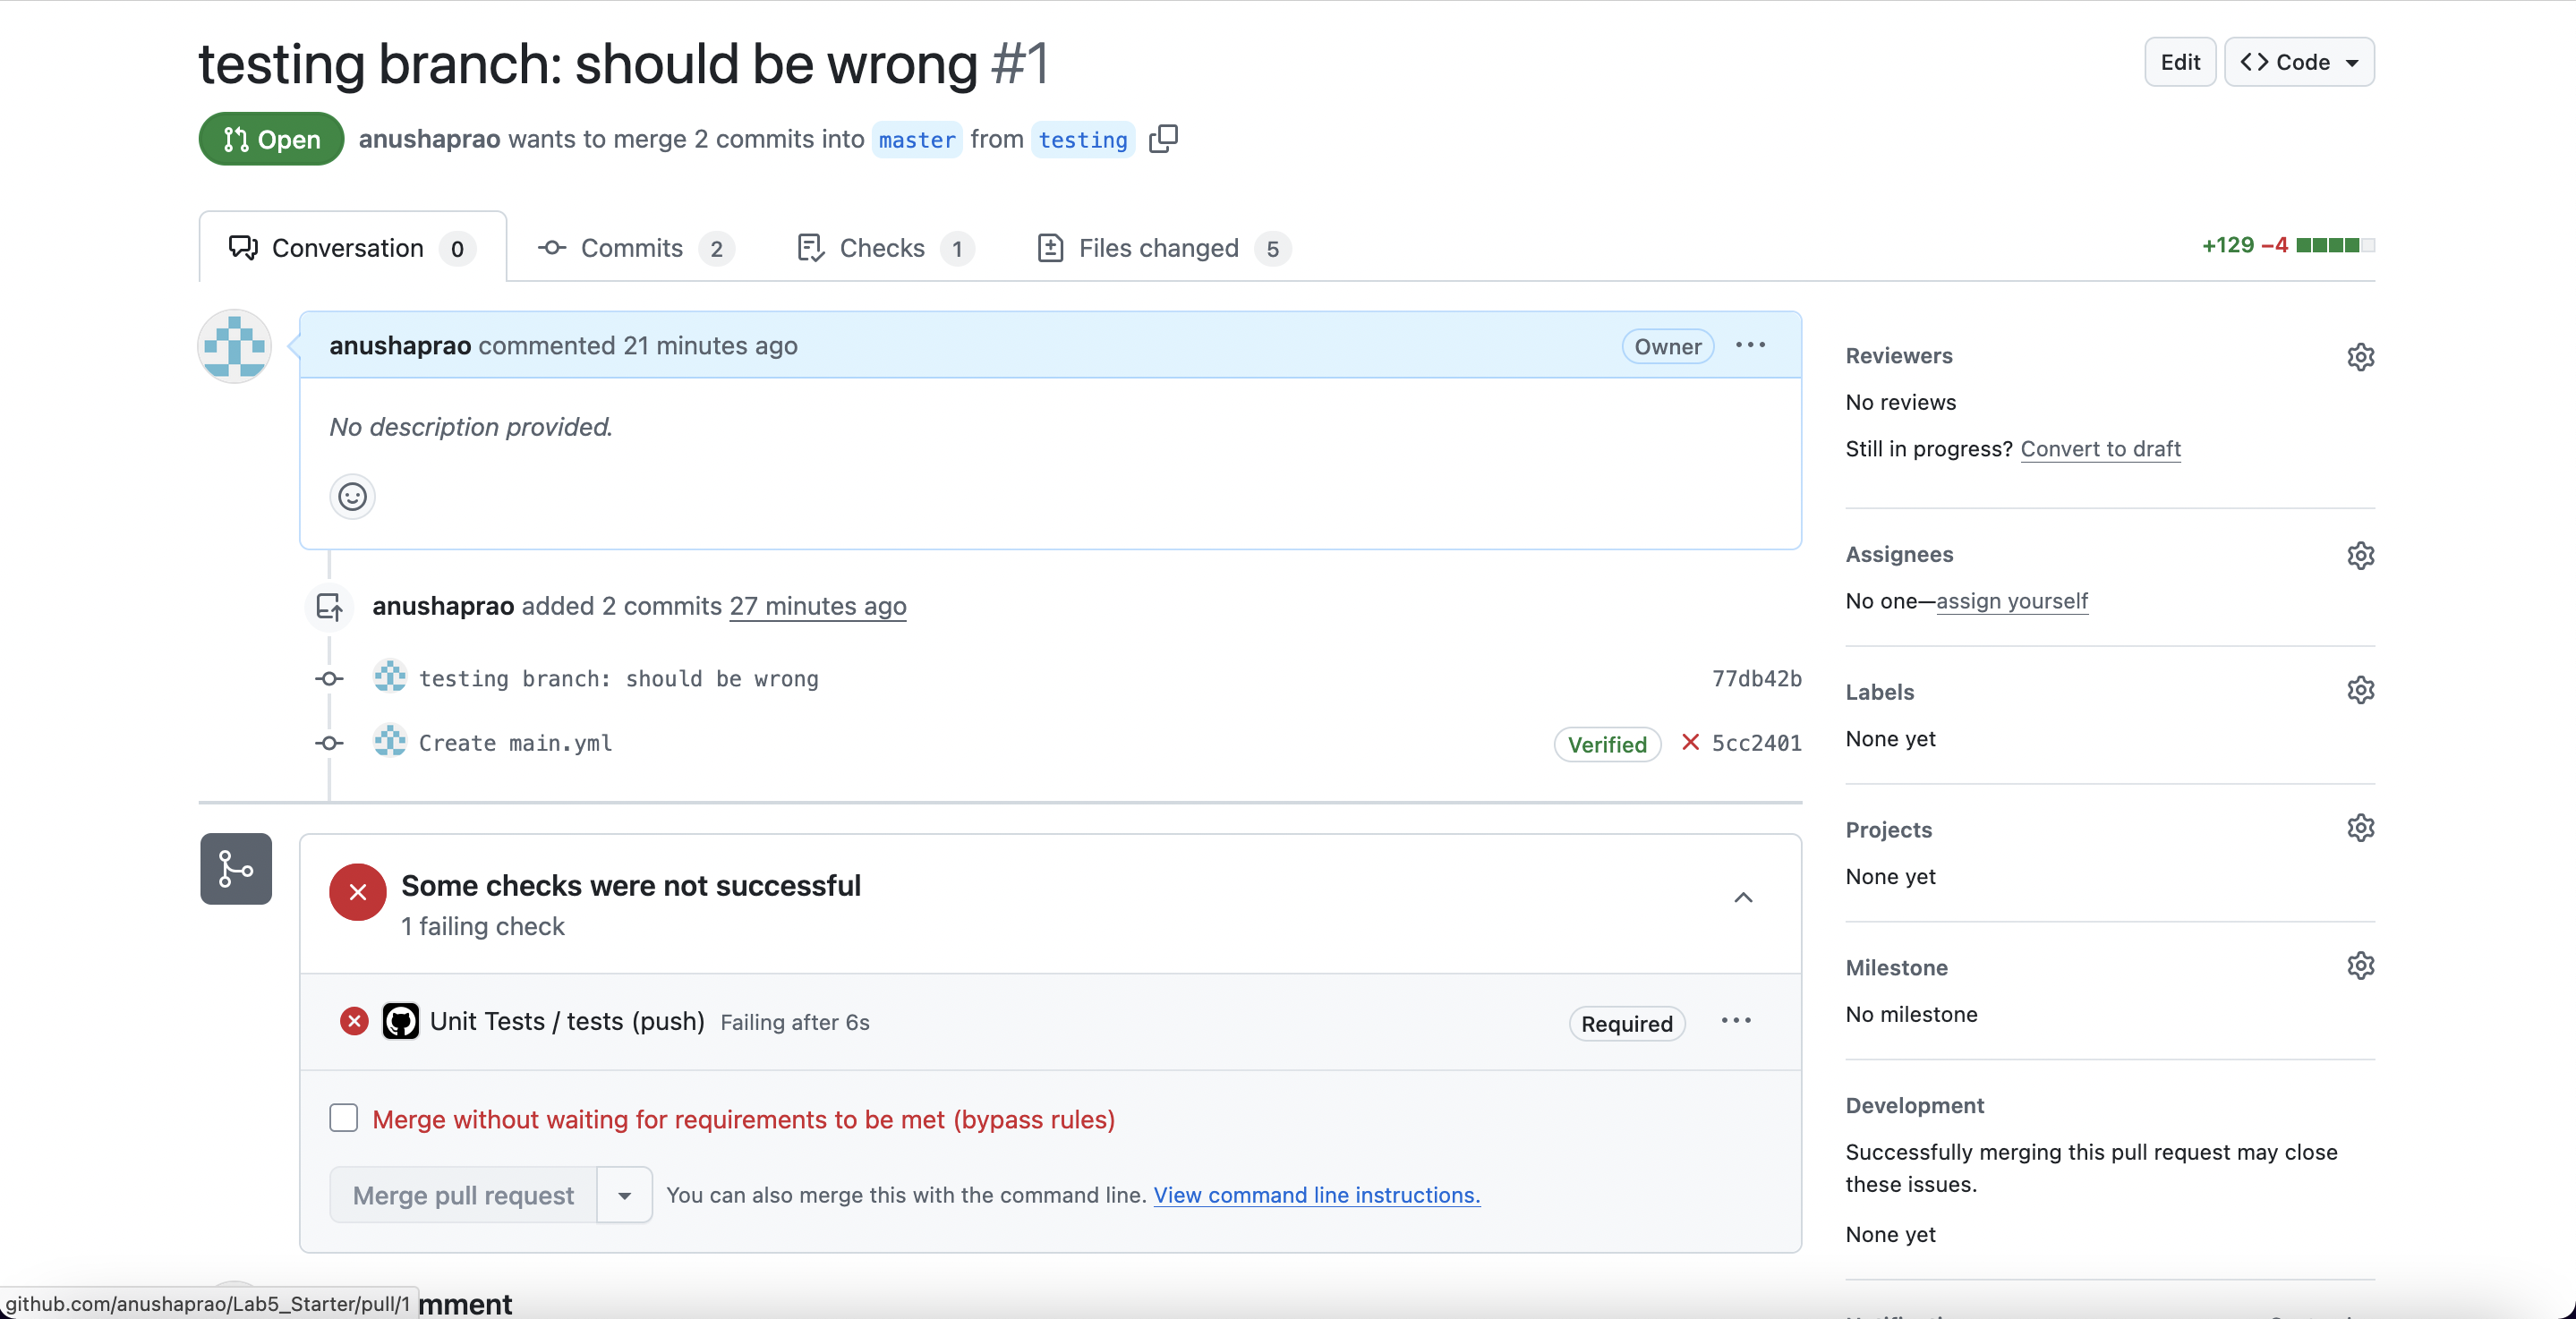 testing branch: should be wrong #1
Edit
Code
Open
anushaprao wants to merge 2 commits into master from testing
Conversation 0
Commits 2
Checks 1
Files changed 5
+129 −4
anushaprao commented 21 minutes ago
Owner
No description provided.
anushaprao added 2 commits 27 minutes ago
testing branch: should be wrong
77db42b
Create main.yml
Verified
5cc2401
Some checks were not successful
1 failing check
Unit Tests / tests (push) Failing after 6s
Required
Merge without waiting for requirements to be met (bypass rules)
Merge pull request
You can also merge this with the command line. View command line instructions.
Reviewers
No reviews
Still in progress? Convert to draft
Assignees
No one—assign yourself
Labels
None yet
Projects
None yet
Milestone
No milestone
Development
Successfully merging this pull request may close
these issues.
None yet
github.com/anushaprao/Lab5_Starter/pull/1
mment